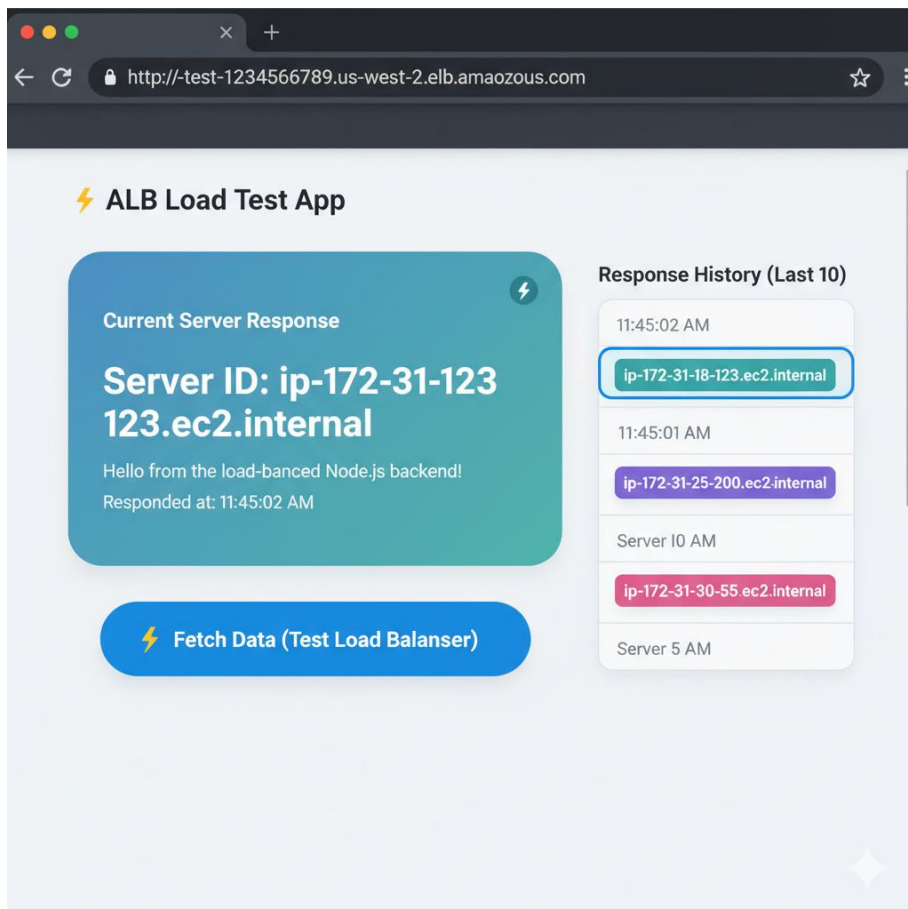 http://-test-1234566789.us-west-2.elb.amaozous.com
ALB Load Test App
Current Server Response
Server ID: ip-172-31-123
123.ec2.internal
Hello from the load-banced Node.js backend!
Responded at: 11:45:02 AM
Fetch Data (Test Load Balanser)
Response History (Last 10)
11:45:02 AM
ip-172-31-18-123.ec2.internal
11:45:01 AM
ip-172-31-25-200.ec2.internal
Server I0 AM
ip-172-31-30-55.ec2.internal
Server 5 AM